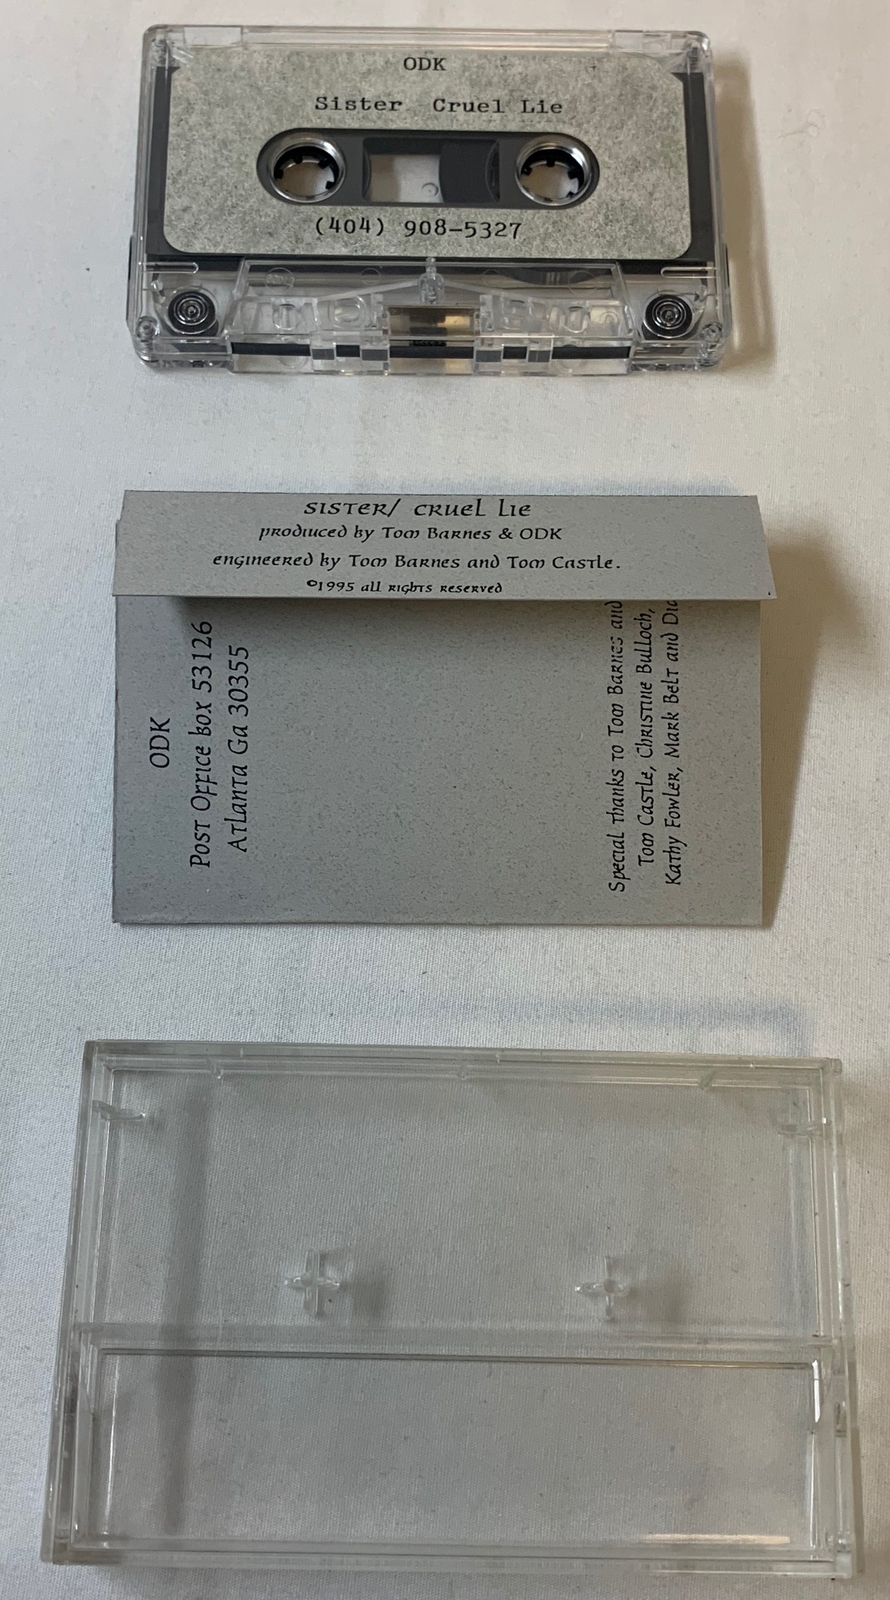 ODK
Sister Cruel Lie
(404) 908-5327
SISTER/ CRUEL LIE
produced by Tom Barnes & ODK
engineered by Tom Barnes and Tom Castle.
©1995 all rights reserved
ODK
Post Office box 53126
Atlanta Ga 30355
Special thanks to Tom Barnes and
Tom Castle, Christine Bulloch,
Kathy Fowler, Mark Belt and